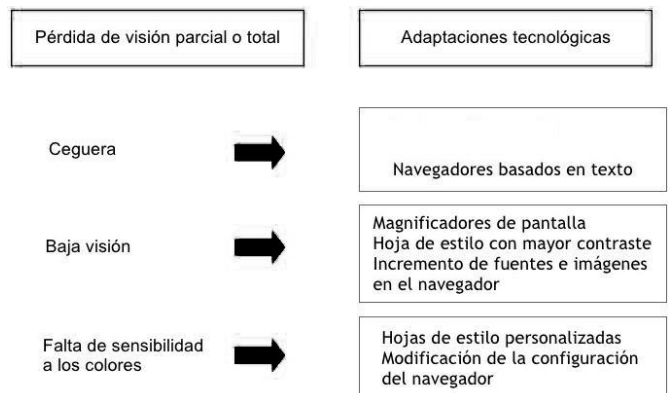 Pérdida de visión parcial o total
Adaptaciones tecnológicas
Ceguera
Navegadores basados en texto
Baja visión
Magnificadores de pantalla
Hoja de estilo con mayor contraste
Incremento de fuentes e imágenes
en el navegador
Falta de sensibilidad
a los colores
Hojas de estilo personalizadas
Modificación de la configuración
del navegador